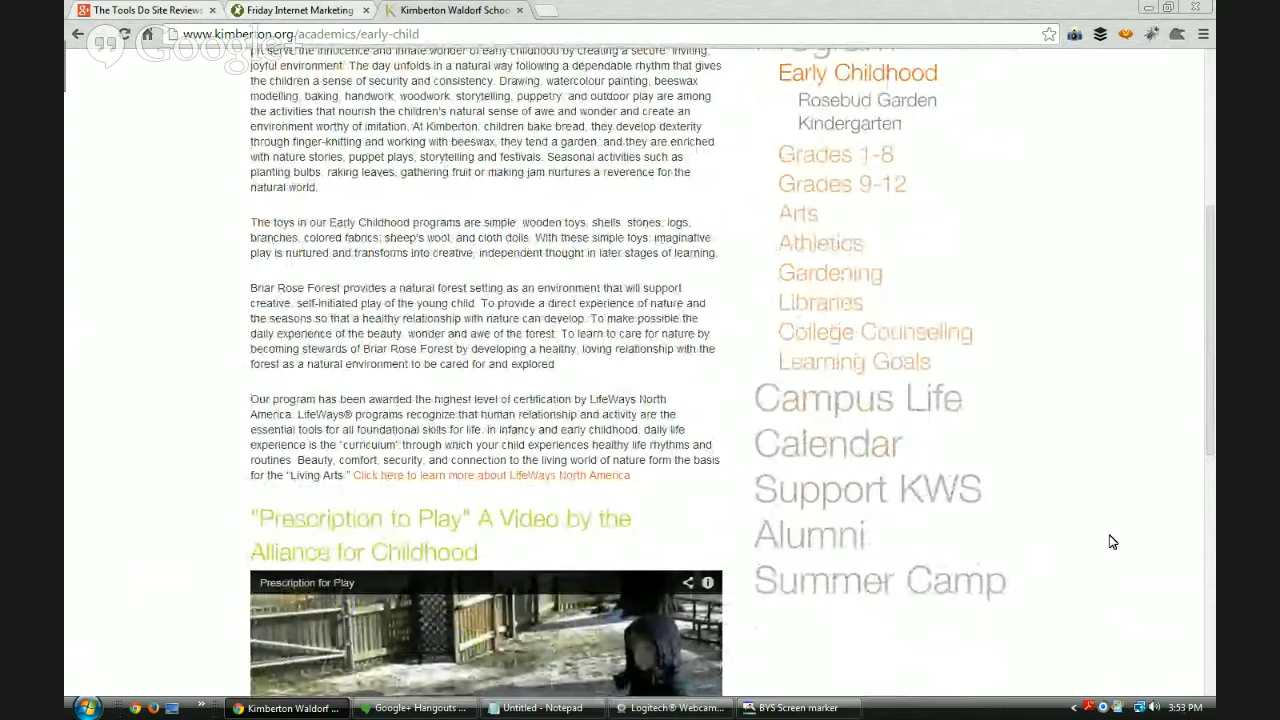 The Tools Do Site Reviews
Friday Internet Marketing
Kimberton Waldorf Schoo
www.kimberton.org/academics/early-child
Google+
preserve the innocence and innate wonder of early childhood by creating a secure, inviting,
joyful environment. The day unfolds in a natural way following a dependable rhythm that gives
the children a sense of security and consistency. Drawing, watercolour painting, beeswax
modelling, baking, handwork, woodwork, storytelling, puppetry, and outdoor play are among
the activities that nourish the children's natural sense of awe and wonder and create an
environment worthy of imitation. At Kimberton, children bake bread, they develop dexterity
through finger-knitting and working with beeswax, they tend a garden, and they are enriched
with nature stories, puppet plays, storytelling and festivals. Seasonal activities such as
planting bulbs, raking leaves, gathering fruit or making jam nurtures a reverence for the
natural world.
The toys in our Early Childhood programs are simple: wooden toys, shells, stones, logs,
branches, colored fabrics, sheep's wool, and cloth dolls. With these simple toys, imaginative
play is nurtured and transforms into creative, independent thought in later stages of learning.
Briar Rose Forest provides a natural forest setting as an environment that will support
creative, self-initiated play of the young child. To provide a direct experience of nature and
the seasons so that a healthy relationship with nature can develop. To make possible the
daily experience of the beauty, wonder and awe of the forest. To learn to care for nature by
becoming stewards of Briar Rose Forest by developing a healthy, loving relationship with the
forest as a natural environment to be cared for and explored
Our program has been awarded the highest level of certification by LifeWays North
America. LifeWays® programs recognize that human relationship and activity are the
essential tools for all foundational skills for life. In infancy and early childhood, daily life
experience is the "curriculum" through which your child experiences healthy life rhythms and
routines. Beauty, comfort, security, and connection to the living world of nature form the basis
for the "Living Arts." Click here to learn more about LifeWays North America
"Prescription to Play" A Video by the
Alliance for Childhood
Prescription for Play
Program
Early Childhood
Rosebud Garden
Kindergarten
Grades 1-8
Grades 9-12
Arts
Athletics
Gardening
Libraries
College Counseling
Learning Goals
Campus Life
Calendar
Support KWS
Alumni
Summer Camp
Kimberton Waldorf ...
Google+ Hangouts ...
Untitled - Notepad
Logitech® Webcam...
BYS Screen marker
3:53 PM